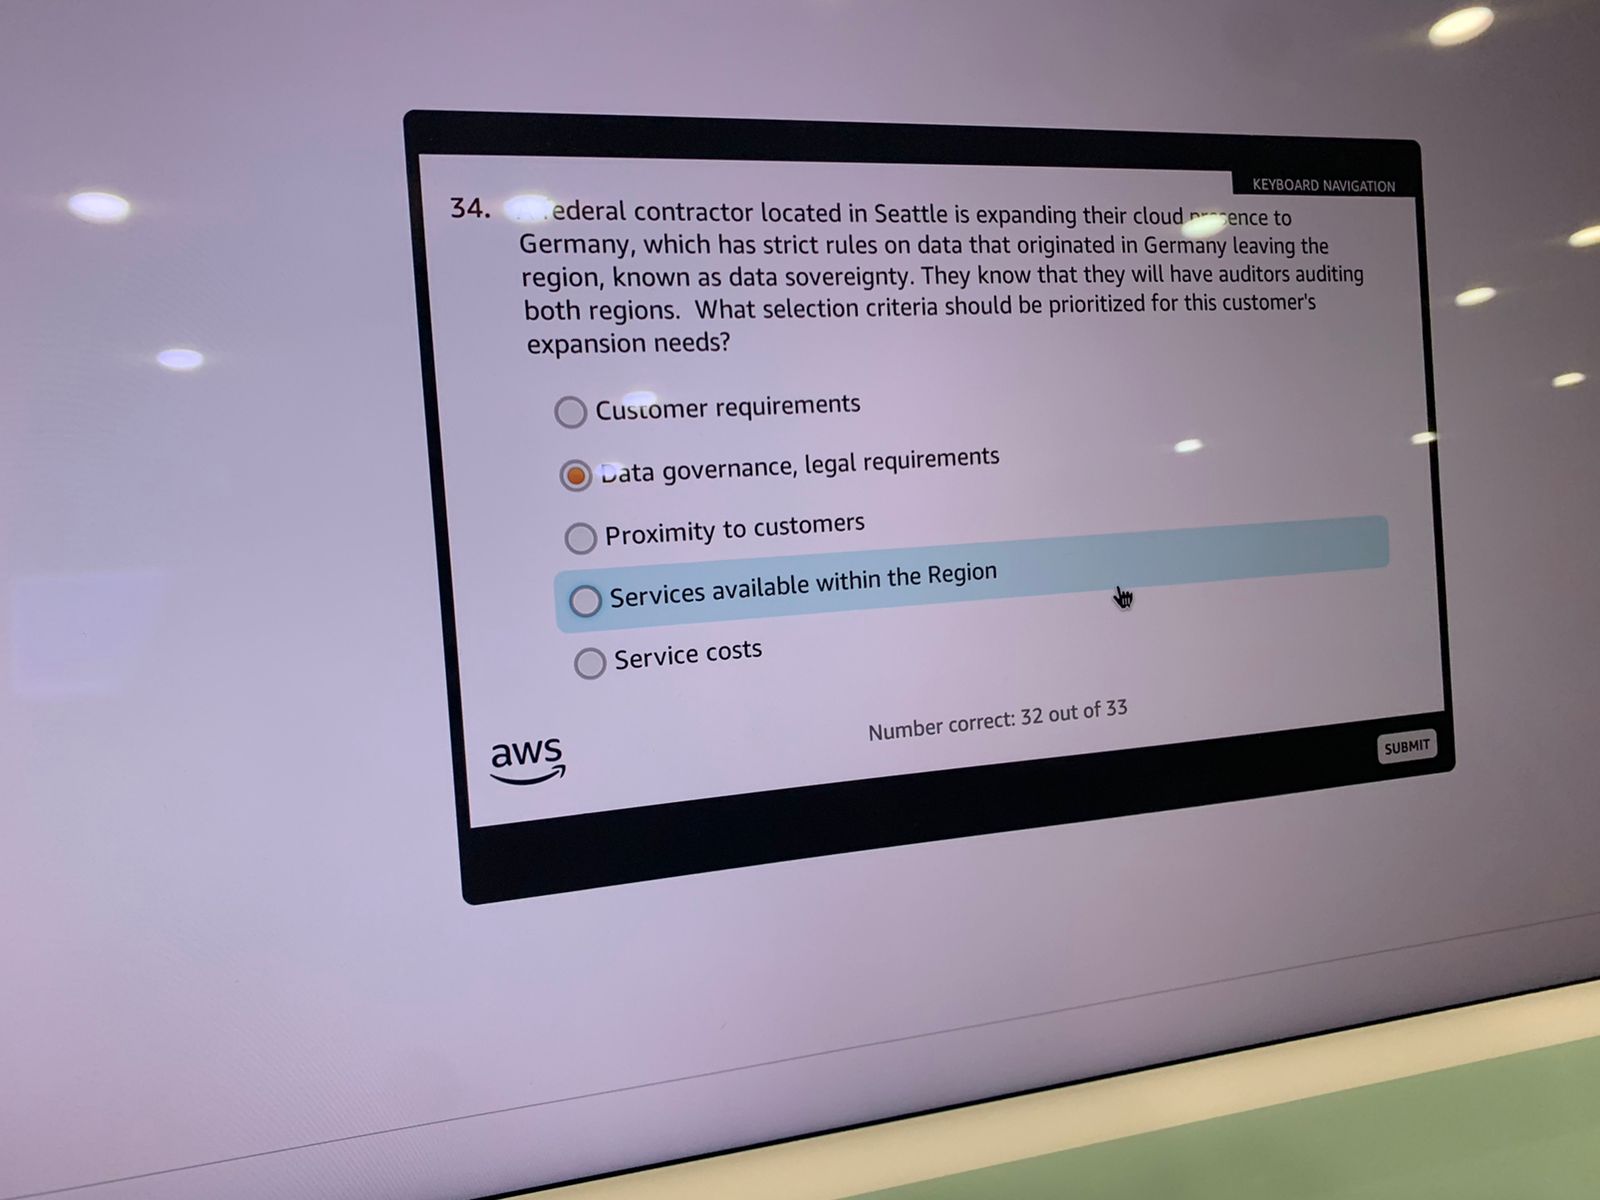 KEYBOARD NAVIGATION
34. federal contractor located in Seattle is expanding their cloud presence to
Germany, which has strict rules on data that originated in Germany leaving the
region, known as data sovereignty. They know that they will have auditors auditing
both regions. What selection criteria should be prioritized for this customer's
expansion needs?
Customer requirements
Data governance, legal requirements
Proximity to customers
Services available within the Region
Service costs
Number correct: 32 out of 33
aws
SUBMIT